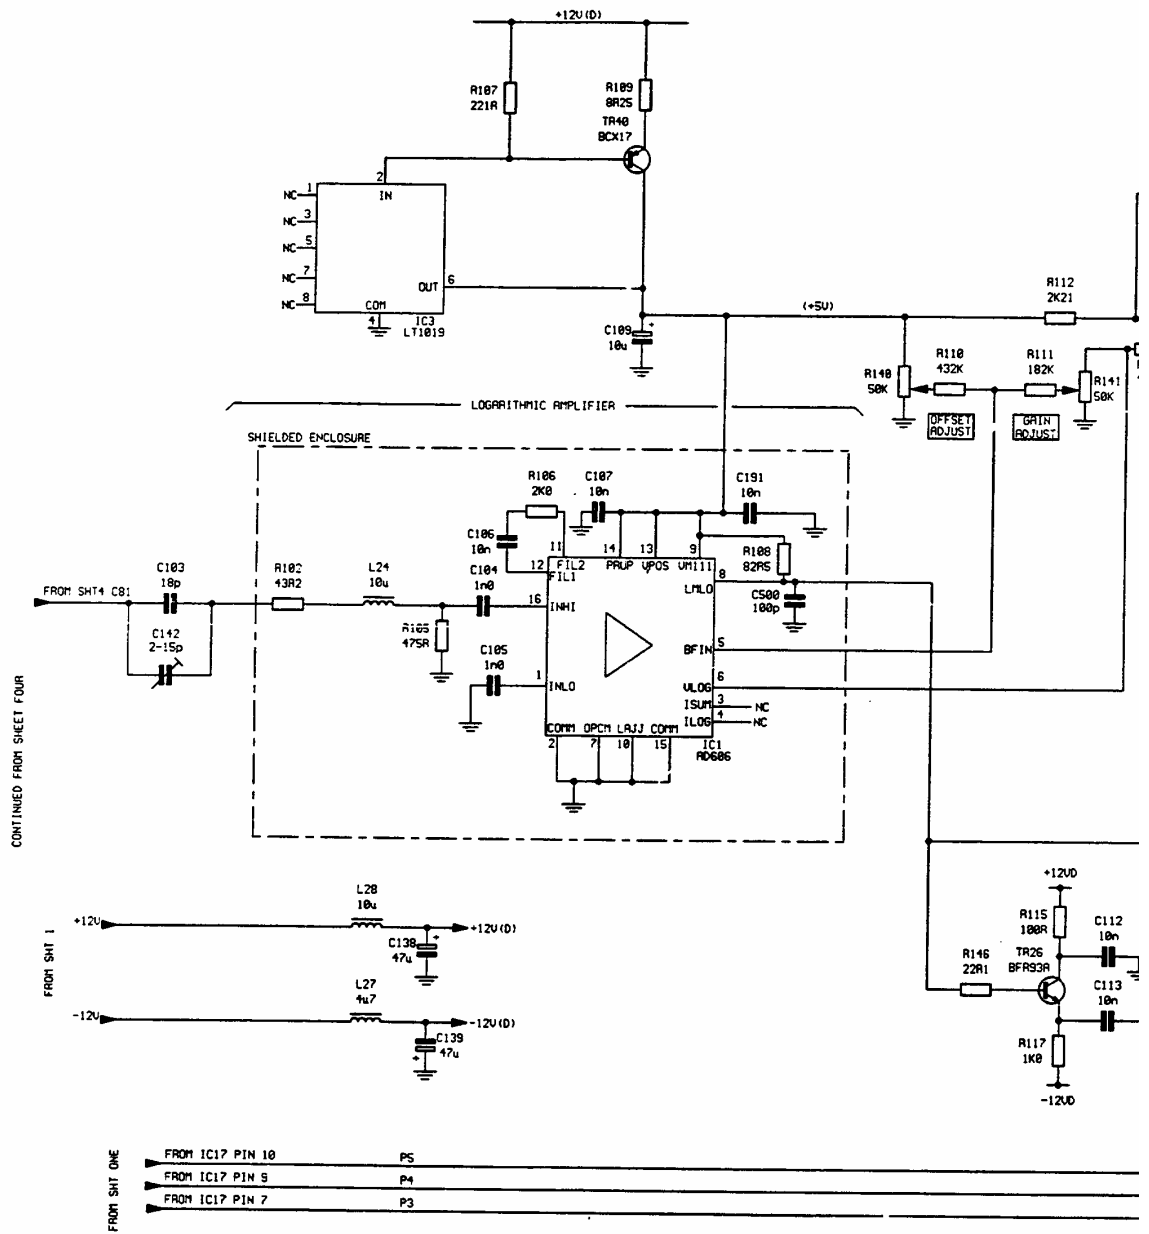 +12V(D)
R107
221R
R109
8R25
TR40
BCX17
2
IN
NC 1
NC 3
NC 5
NC 7
NC 8
OUT
6
COM
4
IC3
LT1019
C109
10u
+
(+5V)
R112
2K21
R140
50K
R110
432K
R111
182K
R141
50K
OFFSET
ADJUST
GAIN
ADJUST
LOGARITHMIC AMPLIFIER
SHIELDED ENCLOSURE
R106
2K0
C107
10n
C191
10n
C106
10n
11
14
13
9
FIL2
PRUP
VPOS
VM111
12
FIL1
R108
82R5
8
LMLO
C500
100p
FROM SHT4 C81
C103
18p
C142
2-15p
R102
43R2
L24
10u
C104
1n0
16
INHI
R105
475R
C105
1n0
1
INLO
BFIN
5
VLOG
6
ISUM
3
NC
ILOG
4
NC
COMM
OPCM
LAJJ
COMM
2
7
10
15
IC1
AD606
CONTINUED FROM SHEET FOUR
FROM SHT 1
+12V
L28
10u
+12V(D)
C138
47u
+
-12V
L27
4u7
-12V(D)
C139
47u
+
+12VD
R115
100R
C112
10n
R146
22R1
TR26
BFR93A
C113
10n
R117
1K0
-12VD
FROM SHT ONE
FROM IC17 PIN 10
P5
FROM IC17 PIN 9
P4
FROM IC17 PIN 7
P3